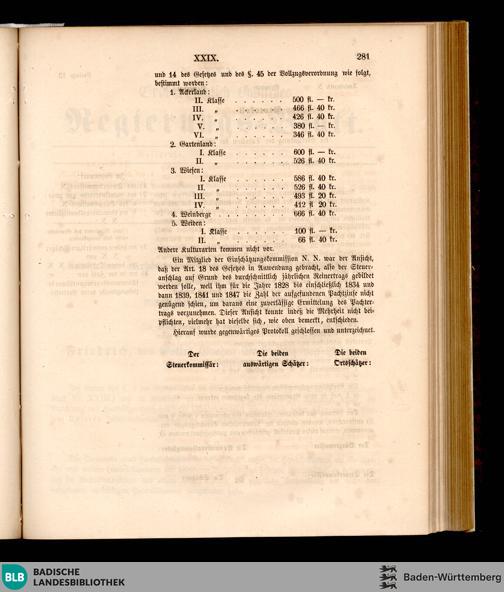 XXIX. 281
und 14 des Gesetzes und des §. 45 der Vollzugsverordnung wie folgt,
bestimmt worden:
1. Ackerland:
II. Klasse . . . . . . 500 fl. — kr.
III. „ . . . . . . 466 fl. 40 kr.
IV. „ . . . . . . 426 fl. 40 kr.
V. „ . . . . . . 380 fl. — kr.
VI. „ . . . . . . 346 fl. 40 kr.
2. Gartenland:
I. Klasse . . . . . . 600 fl. — kr.
II. „ . . . . . . 526 fl. 40 kr.
3. Wiesen:
I. Klasse . . . . . . 586 fl. 40 kr.
II. „ . . . . . . 526 fl. 40 kr.
III. „ . . . . . . 493 fl. 20 kr.
IV. „ . . . . . . 412 fl 20 kr.
4. Weinberge . . . . . . . . 666 fl. 40 kr.
5. Weiden:
I. Klasse . . . . . . 100 fl. — kr.
II. „ . . . . . . 66 fl. 40 kr.
Andere Kulturarten kommen nicht vor.
Ein Mitglied der Einschätzungskommission N. N. war der Ansicht,
daß der Art. 18 des Gesetzes in Anwendung gebracht, also der Steuer-
anschlag auf Grund des durchschnittlich jährlichen Reinertrags gebildet
werden solle, weil ihm für die Jahre 1828 bis einschließlich 1834 und
dann 1839, 1841 und 1847 die Zahl der aufgefundenen Pachtzinse nicht
genügend schien, um daraus eine zuverlässige Ermittelung des Pachter-
trags vorzunehmen. Dieser Ansicht konnte indeß die Mehrheit nicht bei-
pflichten, vielmehr hat dieselbe sich, wie oben bemerkt, entschieden.
Hierauf wurde gegenwärtiges Protokoll geschlossen und unterzeichnet.
Der Die beiden Die beiden
Steuerkommissär: auswärtigen Schätzer: Ortsschätzer:
BLB BADISCHE
LANDESBIBLIOTHEK
Baden-Württemberg